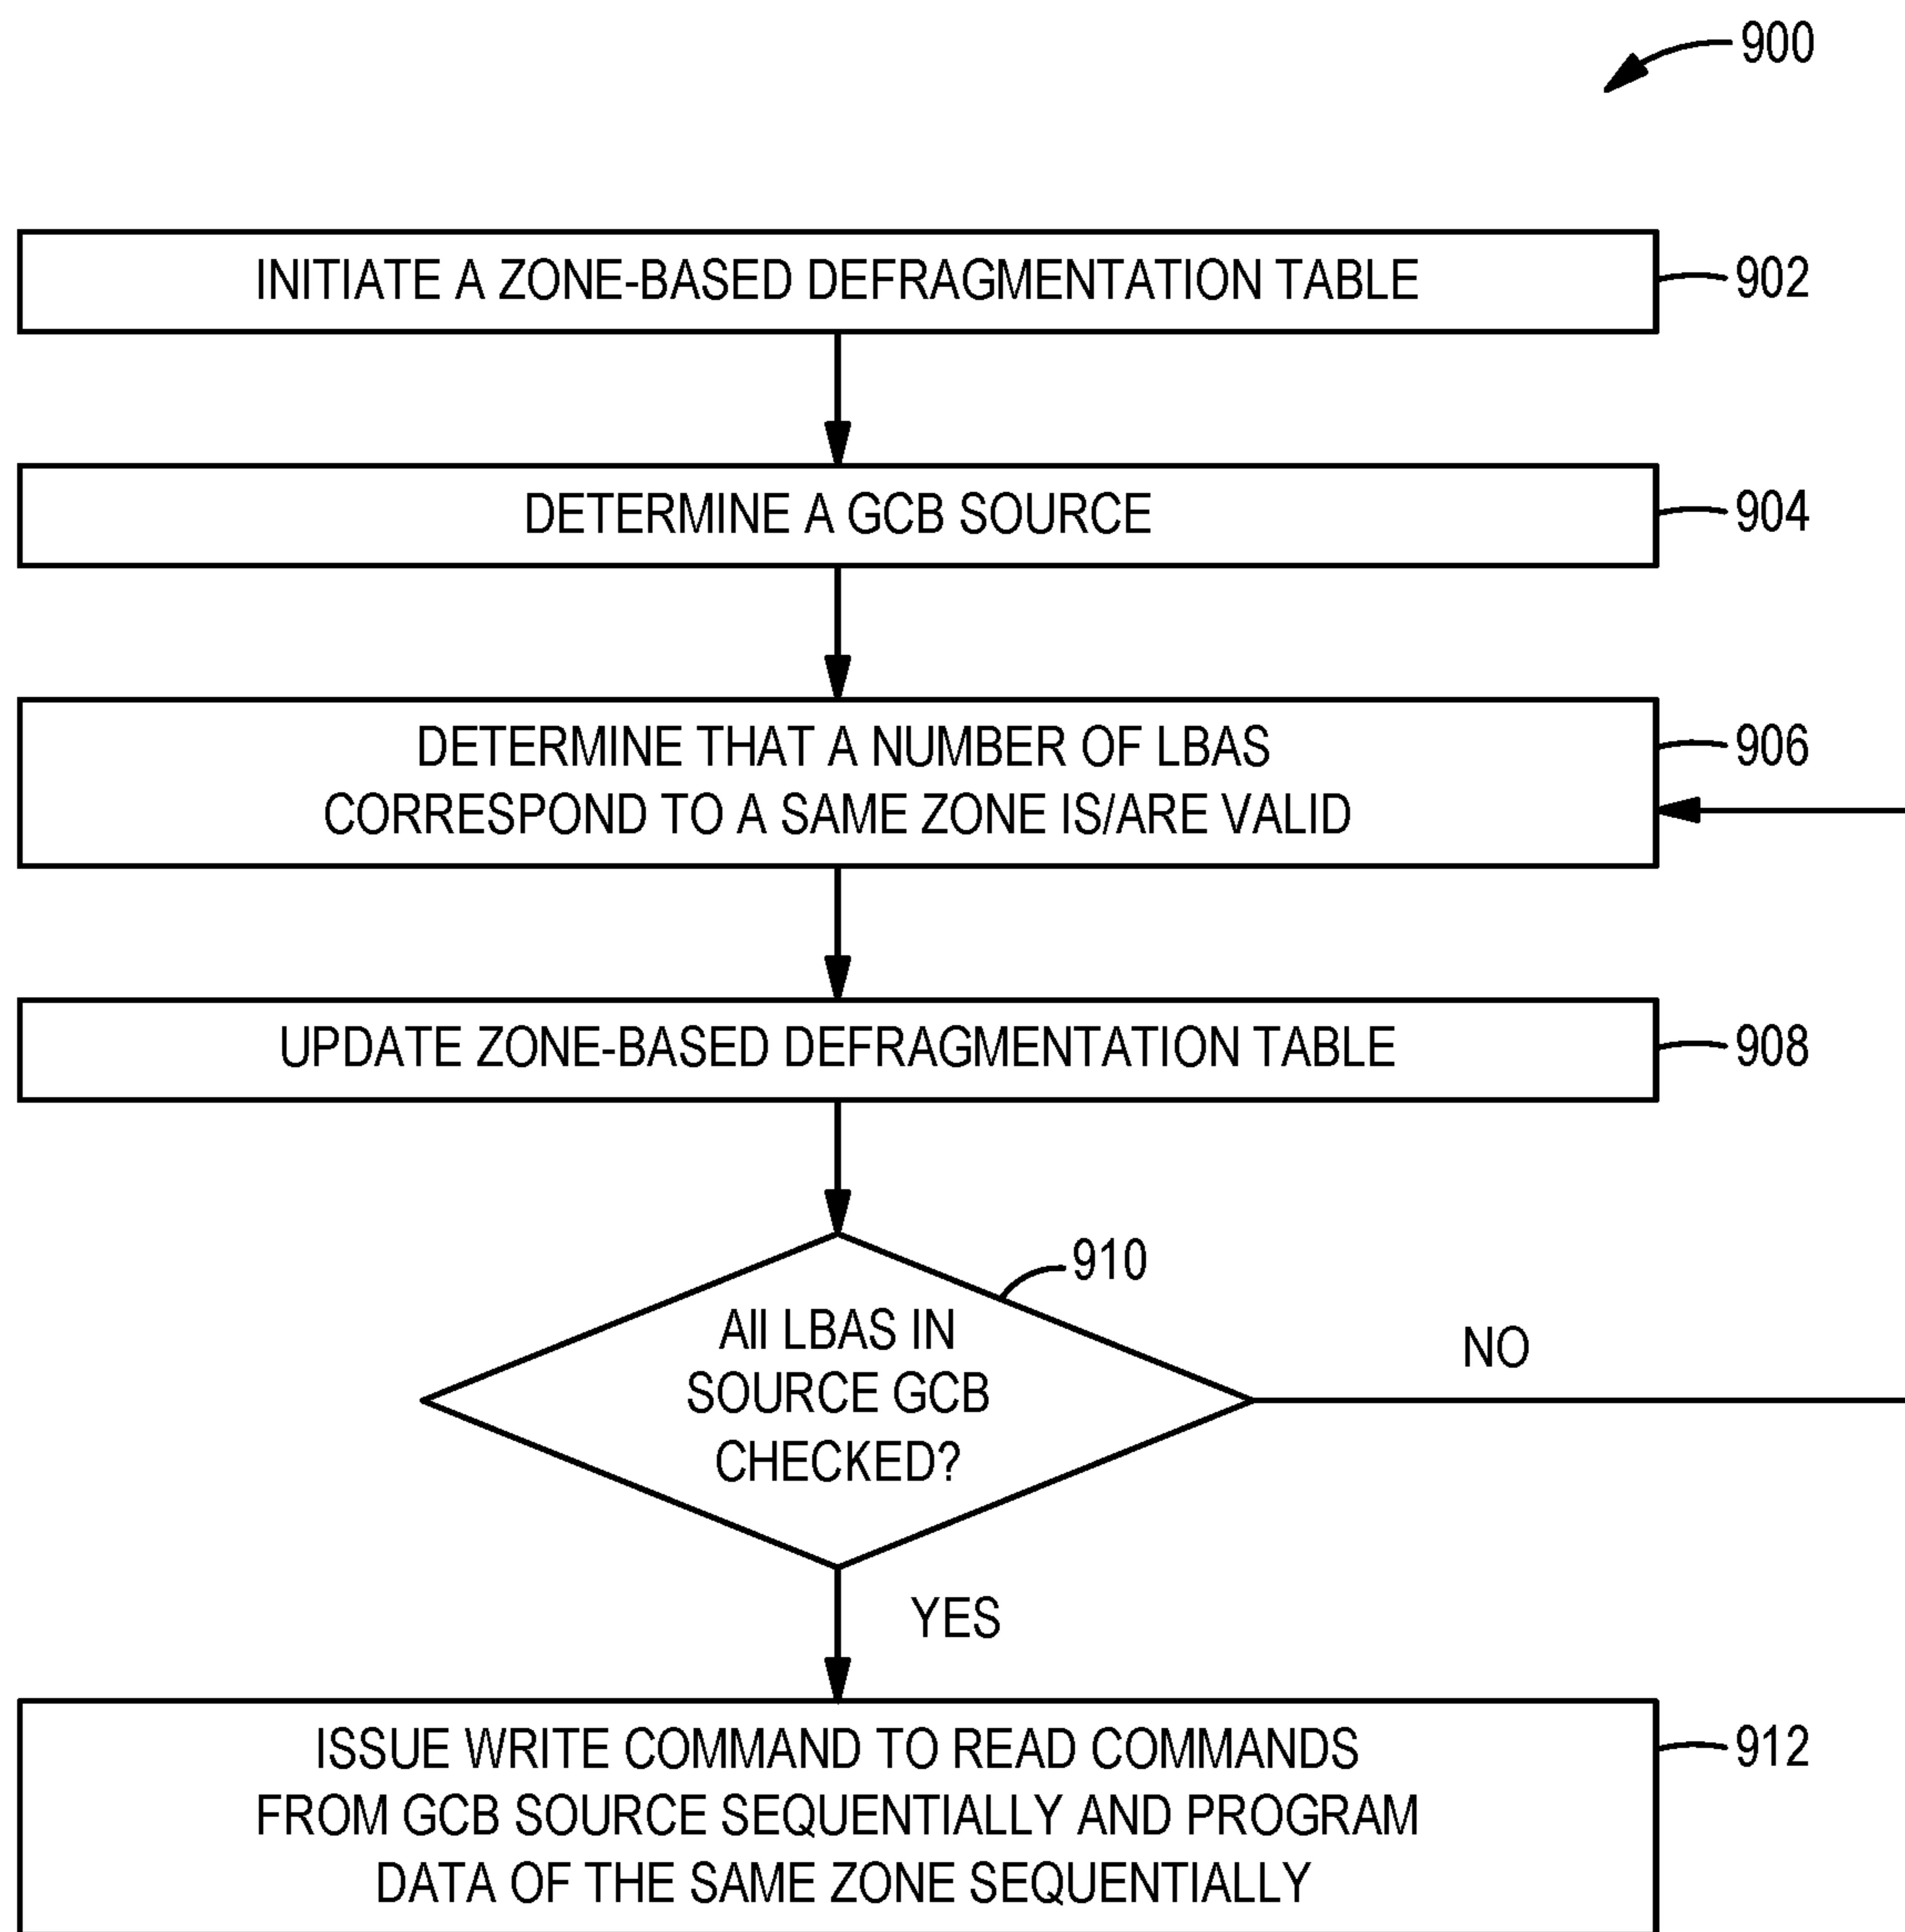 900
INITIATE A ZONE-BASED DEFRAGMENTATION TABLE
902
DETERMINE A GCB SOURCE
904
DETERMINE THAT A NUMBER OF LBAS
CORRESPOND TO A SAME ZONE IS/ARE VALID
906
UPDATE ZONE-BASED DEFRAGMENTATION TABLE
908
910
All LBAS IN
SOURCE GCB
CHECKED?
NO
YES
ISSUE WRITE COMMAND TO READ COMMANDS
FROM GCB SOURCE SEQUENTIALLY AND PROGRAM
DATA OF THE SAME ZONE SEQUENTIALLY
912